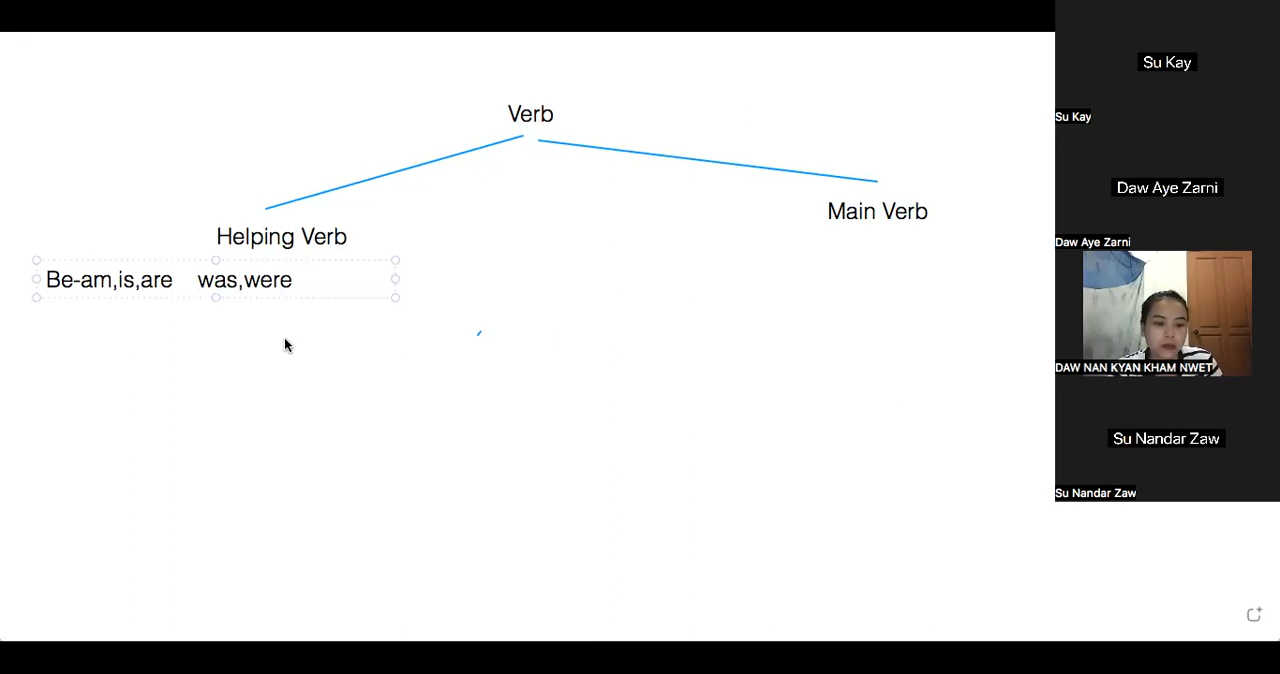 Verb
Helping Verb
Main Verb
Be-am,is,are    was,were
Su Kay
Su Kay
Daw Aye Zarni
Daw Aye Zarni
DAW NAN KYAN KHAM NWET
Su Nandar Zaw
Su Nandar Zaw